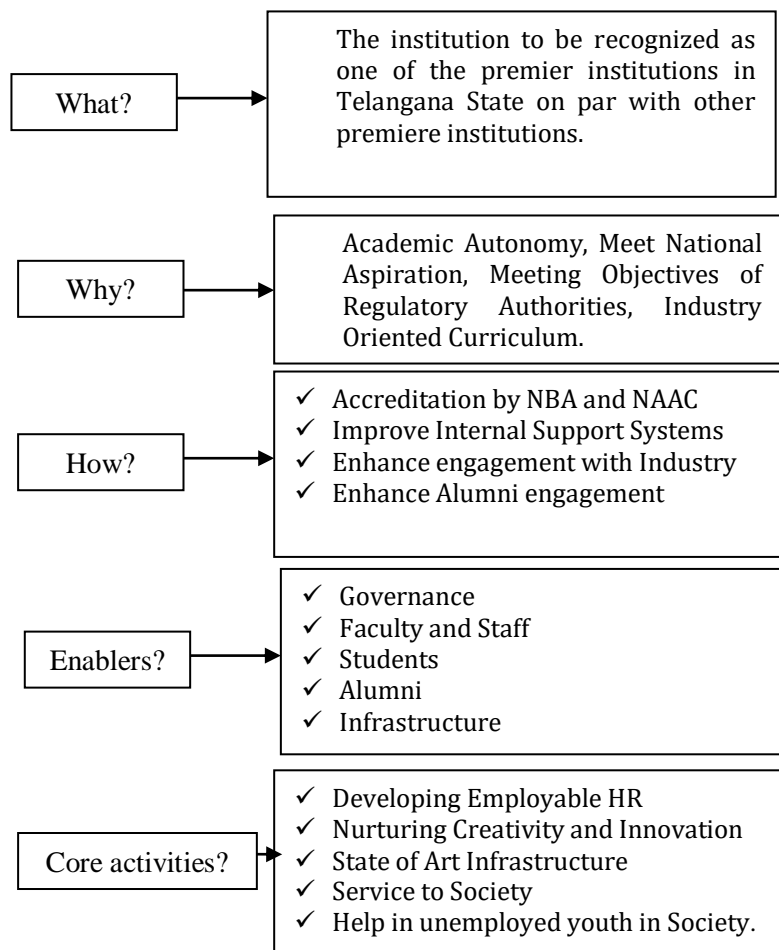 What?
The institution to be recognized as
one of the premier institutions in
Telangana State on par with other
premiere institutions.
Why?
Academic Autonomy, Meet National
Aspiration, Meeting Objectives of
Regulatory Authorities, Industry
Oriented Curriculum.
How?
✓ Accreditation by NBA and NAAC
✓ Improve Internal Support Systems
✓ Enhance engagement with Industry
✓ Enhance Alumni engagement
Enablers?
✓ Governance
✓ Faculty and Staff
✓ Students
✓ Alumni
✓ Infrastructure
Core activities?
✓ Developing Employable HR
✓ Nurturing Creativity and Innovation
✓ State of Art Infrastructure
✓ Service to Society
✓ Help in unemployed youth in Society.